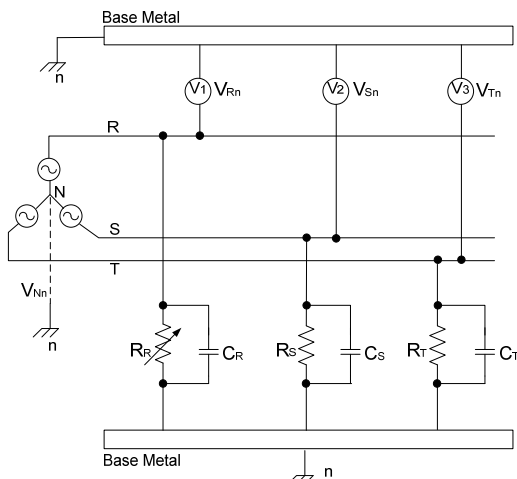 Base Metal
n
V1 VRn
V2 VSn
V3 VTn
R
N
S
T
VNn
n
RR CR
RS CS
RT CT
Base Metal
n